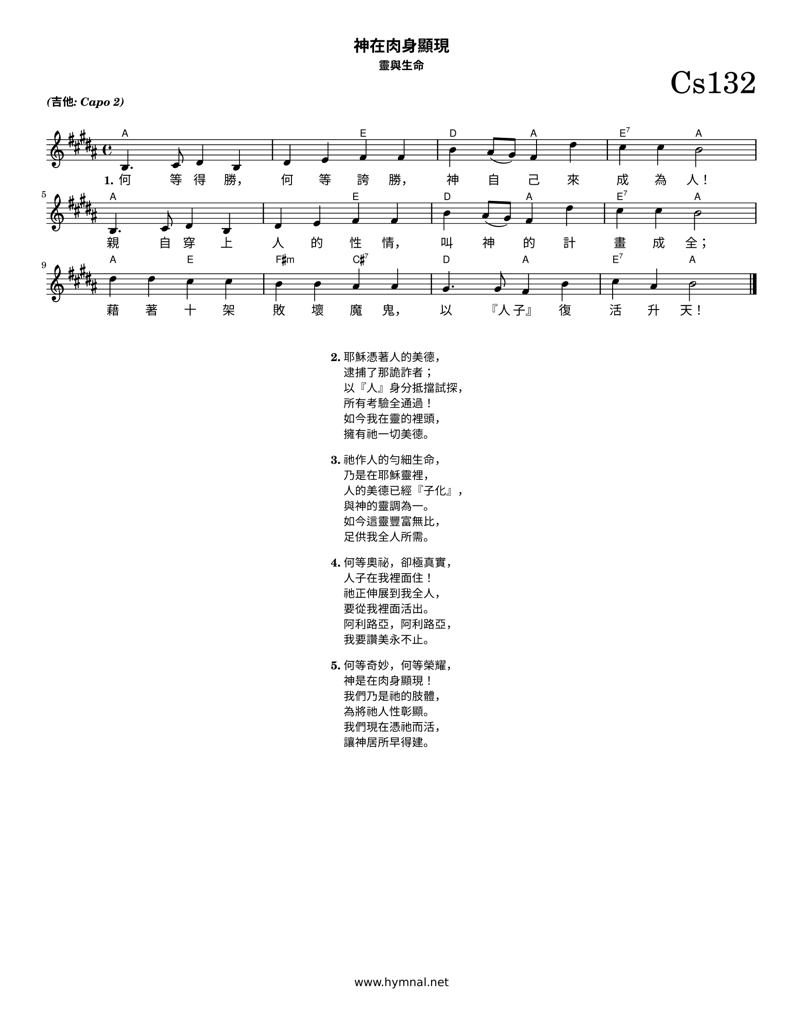 神在肉身顯現
靈與生命
Cs132
(吉他: Capo 2)
A E D A E7 A
1. 何 等 得 勝， 何 等 誇 勝， 神 自 己 來 成 為 人！
5
A E D A E7 A
親 自 穿 上 人 的 性 情， 叫 神 的 計 畫 成 全；
9
A E F♯m C♯7 D A E7 A
藉 著 十 架 敗 壞 魔 鬼， 以 『人子』 復 活 升 天！
2. 耶穌憑著人的美德，
逮捕了那詭詐者；
以『人』身分抵擋試探，
所有考驗全通過！
如今我在靈的裡頭，
擁有祂一切美德。
3. 祂作人的勻細生命，
乃是在耶穌靈裡，
人的美德已經『子化』，
與神的靈調為一。
如今這靈豐富無比，
足供我全人所需。
4. 何等奧祕，卻極真實，
人子在我裡面住！
祂正伸展到我全人，
要從我裡面活出。
阿利路亞，阿利路亞，
我要讚美永不止。
5. 何等奇妙，何等榮耀，
神是在肉身顯現！
我們乃是祂的肢體，
為將祂人性彰顯。
我們現在憑祂而活，
讓神居所早得建。
www.hymnal.net